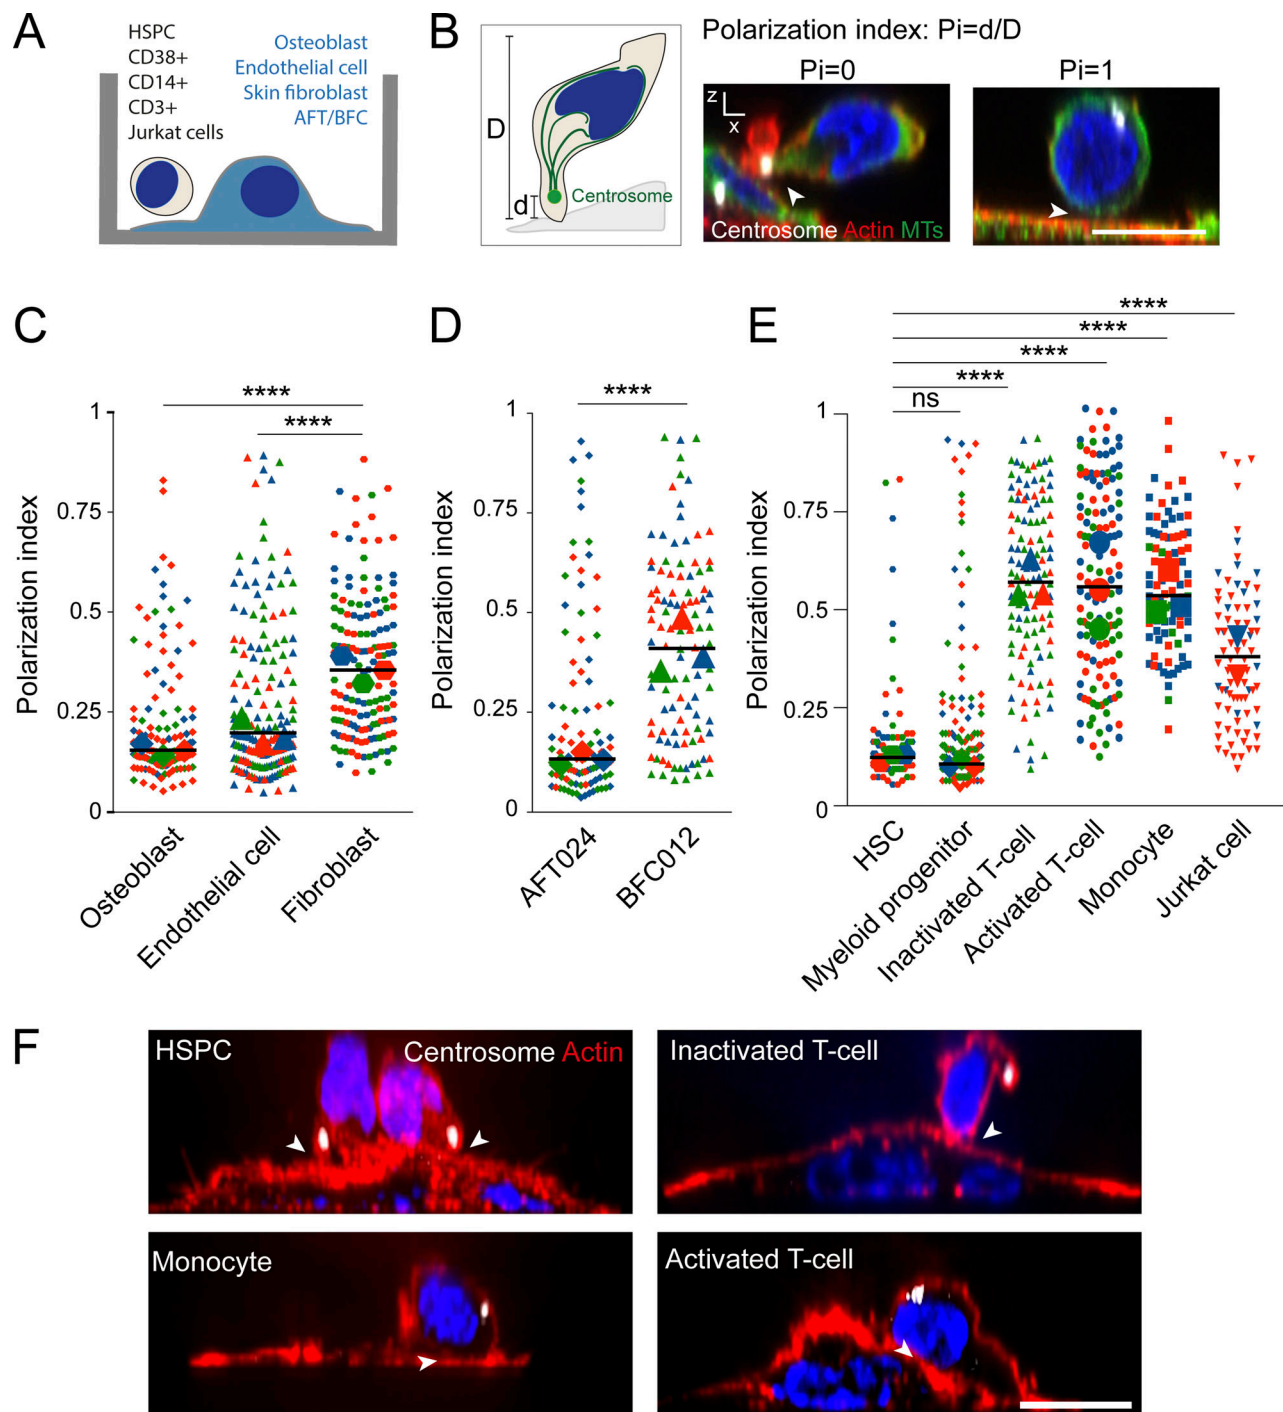 A
HSPC
CD38+
CD14+
CD3+
Jurkat cells
Osteoblast
Endothelial cell
Skin fibroblast
AFT/BFC
B
D
d
Centrosome
Polarization index: Pi=d/D
Pi=0
Pi=1
z
x
Centrosome Actin MTs
C
Polarization index
1
0.75
0.5
0.25
0
****
****
Osteoblast
Endothelial cell
Fibroblast
D
Polarization index
1
0.75
0.5
0.25
0
****
AFT024
BFC012
E
Polarization index
1
0.75
0.5
0.25
0
****
****
****
****
ns
HSC
Myeloid progenitor
Inactivated T-cell
Activated T-cell
Monocyte
Jurkat cell
F
HSPC
Centrosome Actin
Inactivated T-cell
Monocyte
Activated T-cell